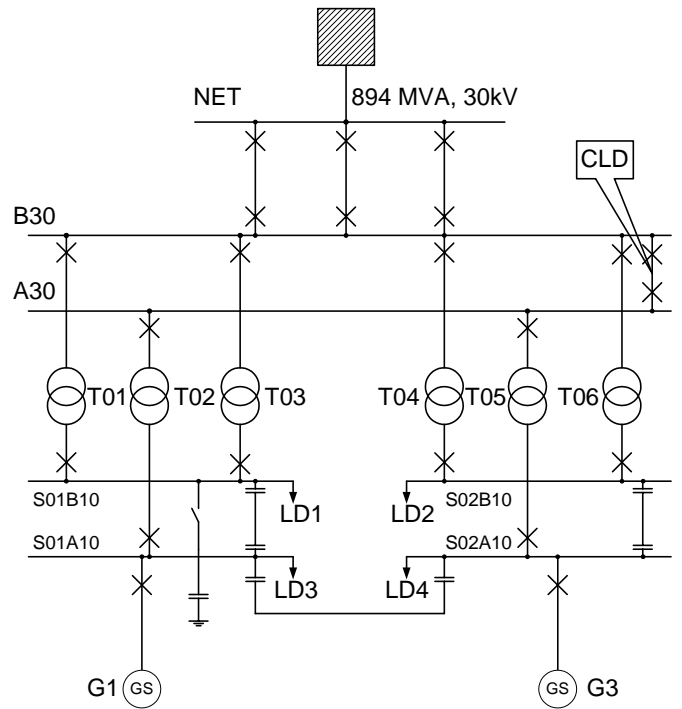 NET 894 MVA, 30kV
CLD
B30
A30
T01 T02 T03 T04 T05 T06
S01B10 LD1 LD2 S02B10
S01A10 LD3 LD4 S02A10
G1 GS GS G3